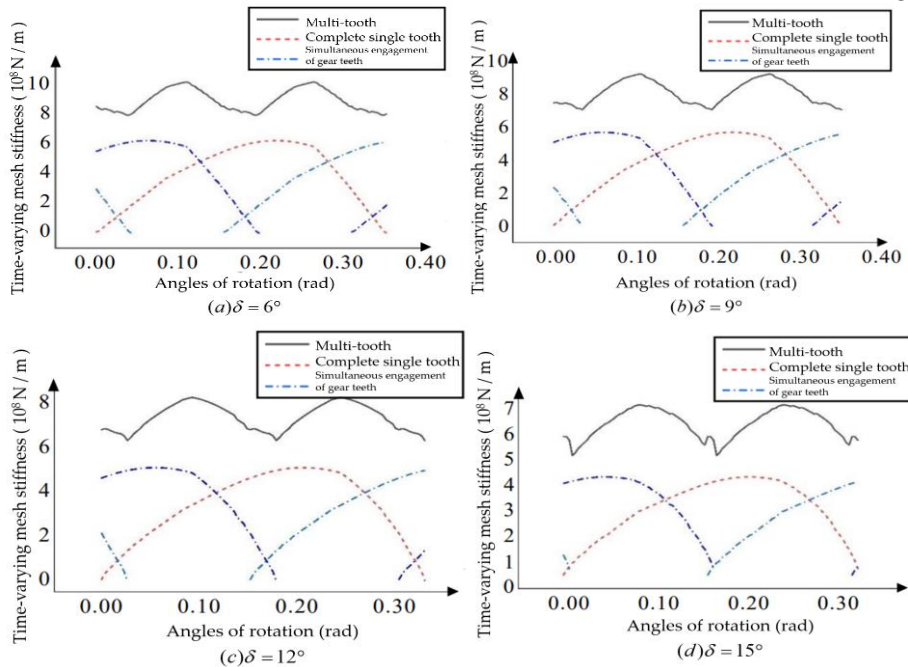 Multi-tooth
Complete single tooth
Simultaneous engagement
of gear teeth
Time-varying mesh stiffness ( 10⁸ N / m )
10
8
6
4
2
0
0.00 0.10 0.20 0.30 0.40
Angles of rotation (rad)
(a)δ = 6°
Multi-tooth
Complete single tooth
Simultaneous engagement
of gear teeth
Time-varying mesh stiffness ( 10⁸ N / m )
10
8
6
4
2
0
0.00 0.10 0.20 0.30 0.40
Angles of rotation (rad)
(b)δ = 9°
Multi-tooth
Complete single tooth
Simultaneous engagement
of gear teeth
Time-varying mesh stiffness ( 10⁸ N / m )
8
6
4
2
0
0.00 0.10 0.20 0.30
Angles of rotation (rad)
(c)δ = 12°
Multi-tooth
Complete single tooth
Simultaneous engagement
of gear teeth
Time-varying mesh stiffness ( 10⁸ N / m )
7
6
5
4
3
2
1
0
0.00 0.10 0.20 0.30
Angles of rotation (rad)
(d)δ = 15°